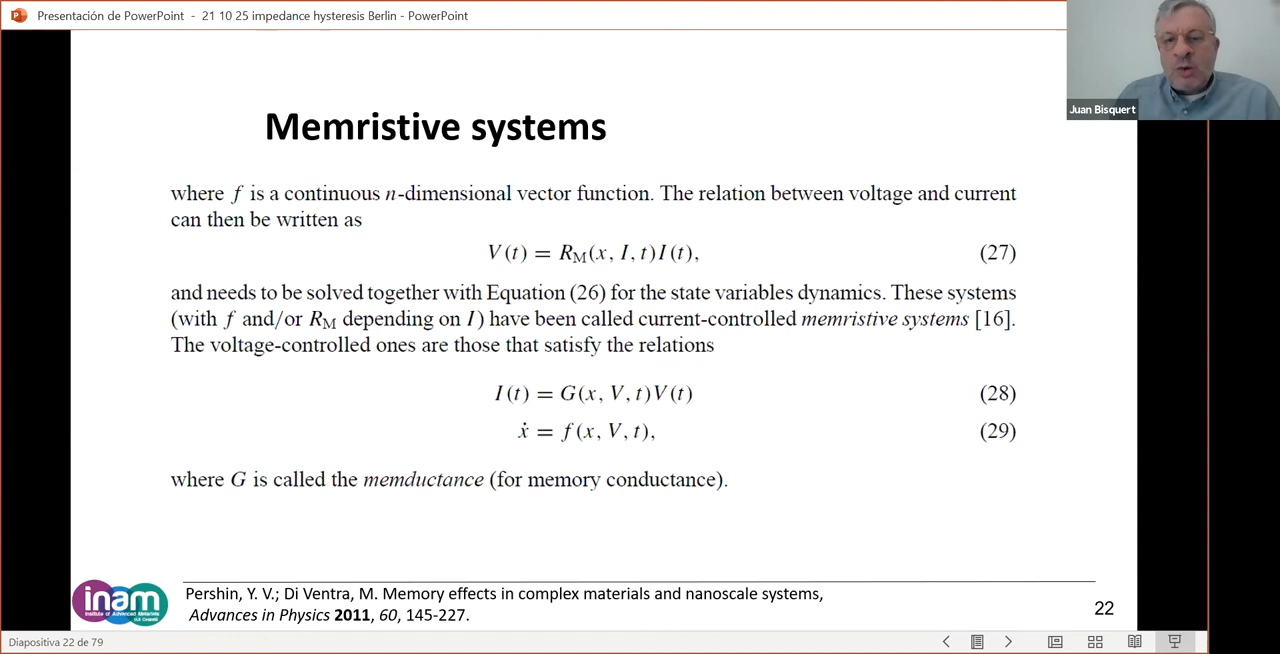 Presentación de PowerPoint - 21 10 25 impedance hysteresis Berlin - PowerPoint
Juan Bisquert
Memristive systems
where f is a continuous n-dimensional vector function. The relation between voltage and current
can then be written as
V(t) = R_M(x, I, t)I(t), (27)
and needs to be solved together with Equation (26) for the state variables dynamics. These systems
(with f and/or R_M depending on I) have been called current-controlled memristive systems [16].
The voltage-controlled ones are those that satisfy the relations
I(t) = G(x, V, t)V(t) (28)
ẋ = f(x, V, t), (29)
where G is called the memductance (for memory conductance).
inam
Institute of Advanced Materials
Pershin, Y. V.; Di Ventra, M. Memory effects in complex materials and nanoscale systems,
Advances in Physics 2011, 60, 145-227.
22
Diapositiva 22 de 79